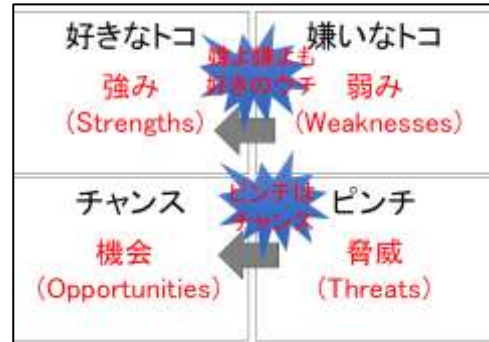 好きなトコ
強み
(Strengths)
嫌よ嫌よも
好きのウチ
嫌いなトコ
弱み
(Weaknesses)
チャンス
機会
(Opportunities)
ピンチは
チャンス
ピンチ
脅威
(Threats)